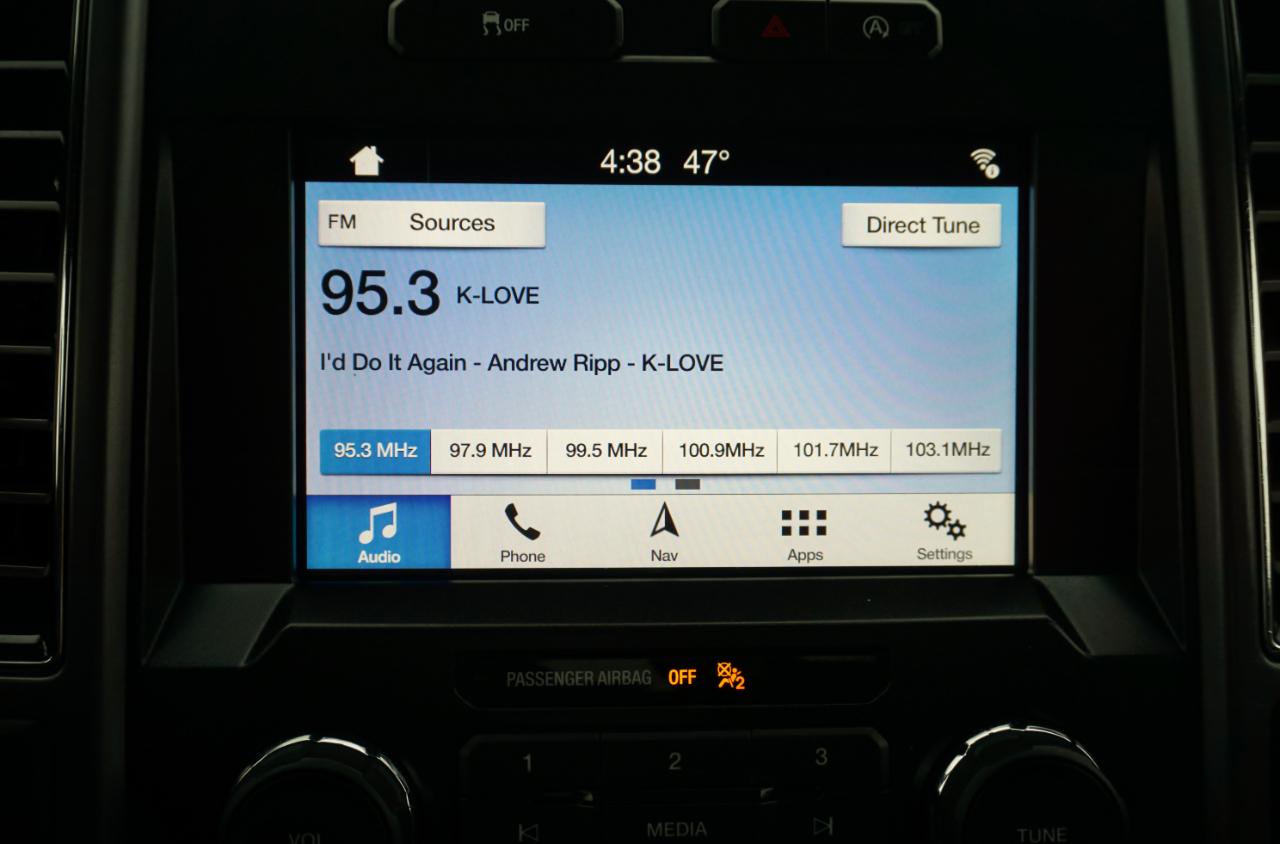 OFF
A
4:38 47°
FM Sources
Direct Tune
95.3 K-LOVE
I'd Do It Again - Andrew Ripp - K-LOVE
95.3 MHz 97.9 MHz 99.5 MHz 100.9MHz 101.7MHz 103.1MHz
Audio Phone Nav Apps Settings
PASSENGER AIRBAG OFF 2
1 2 3
VOL MEDIA TUNE